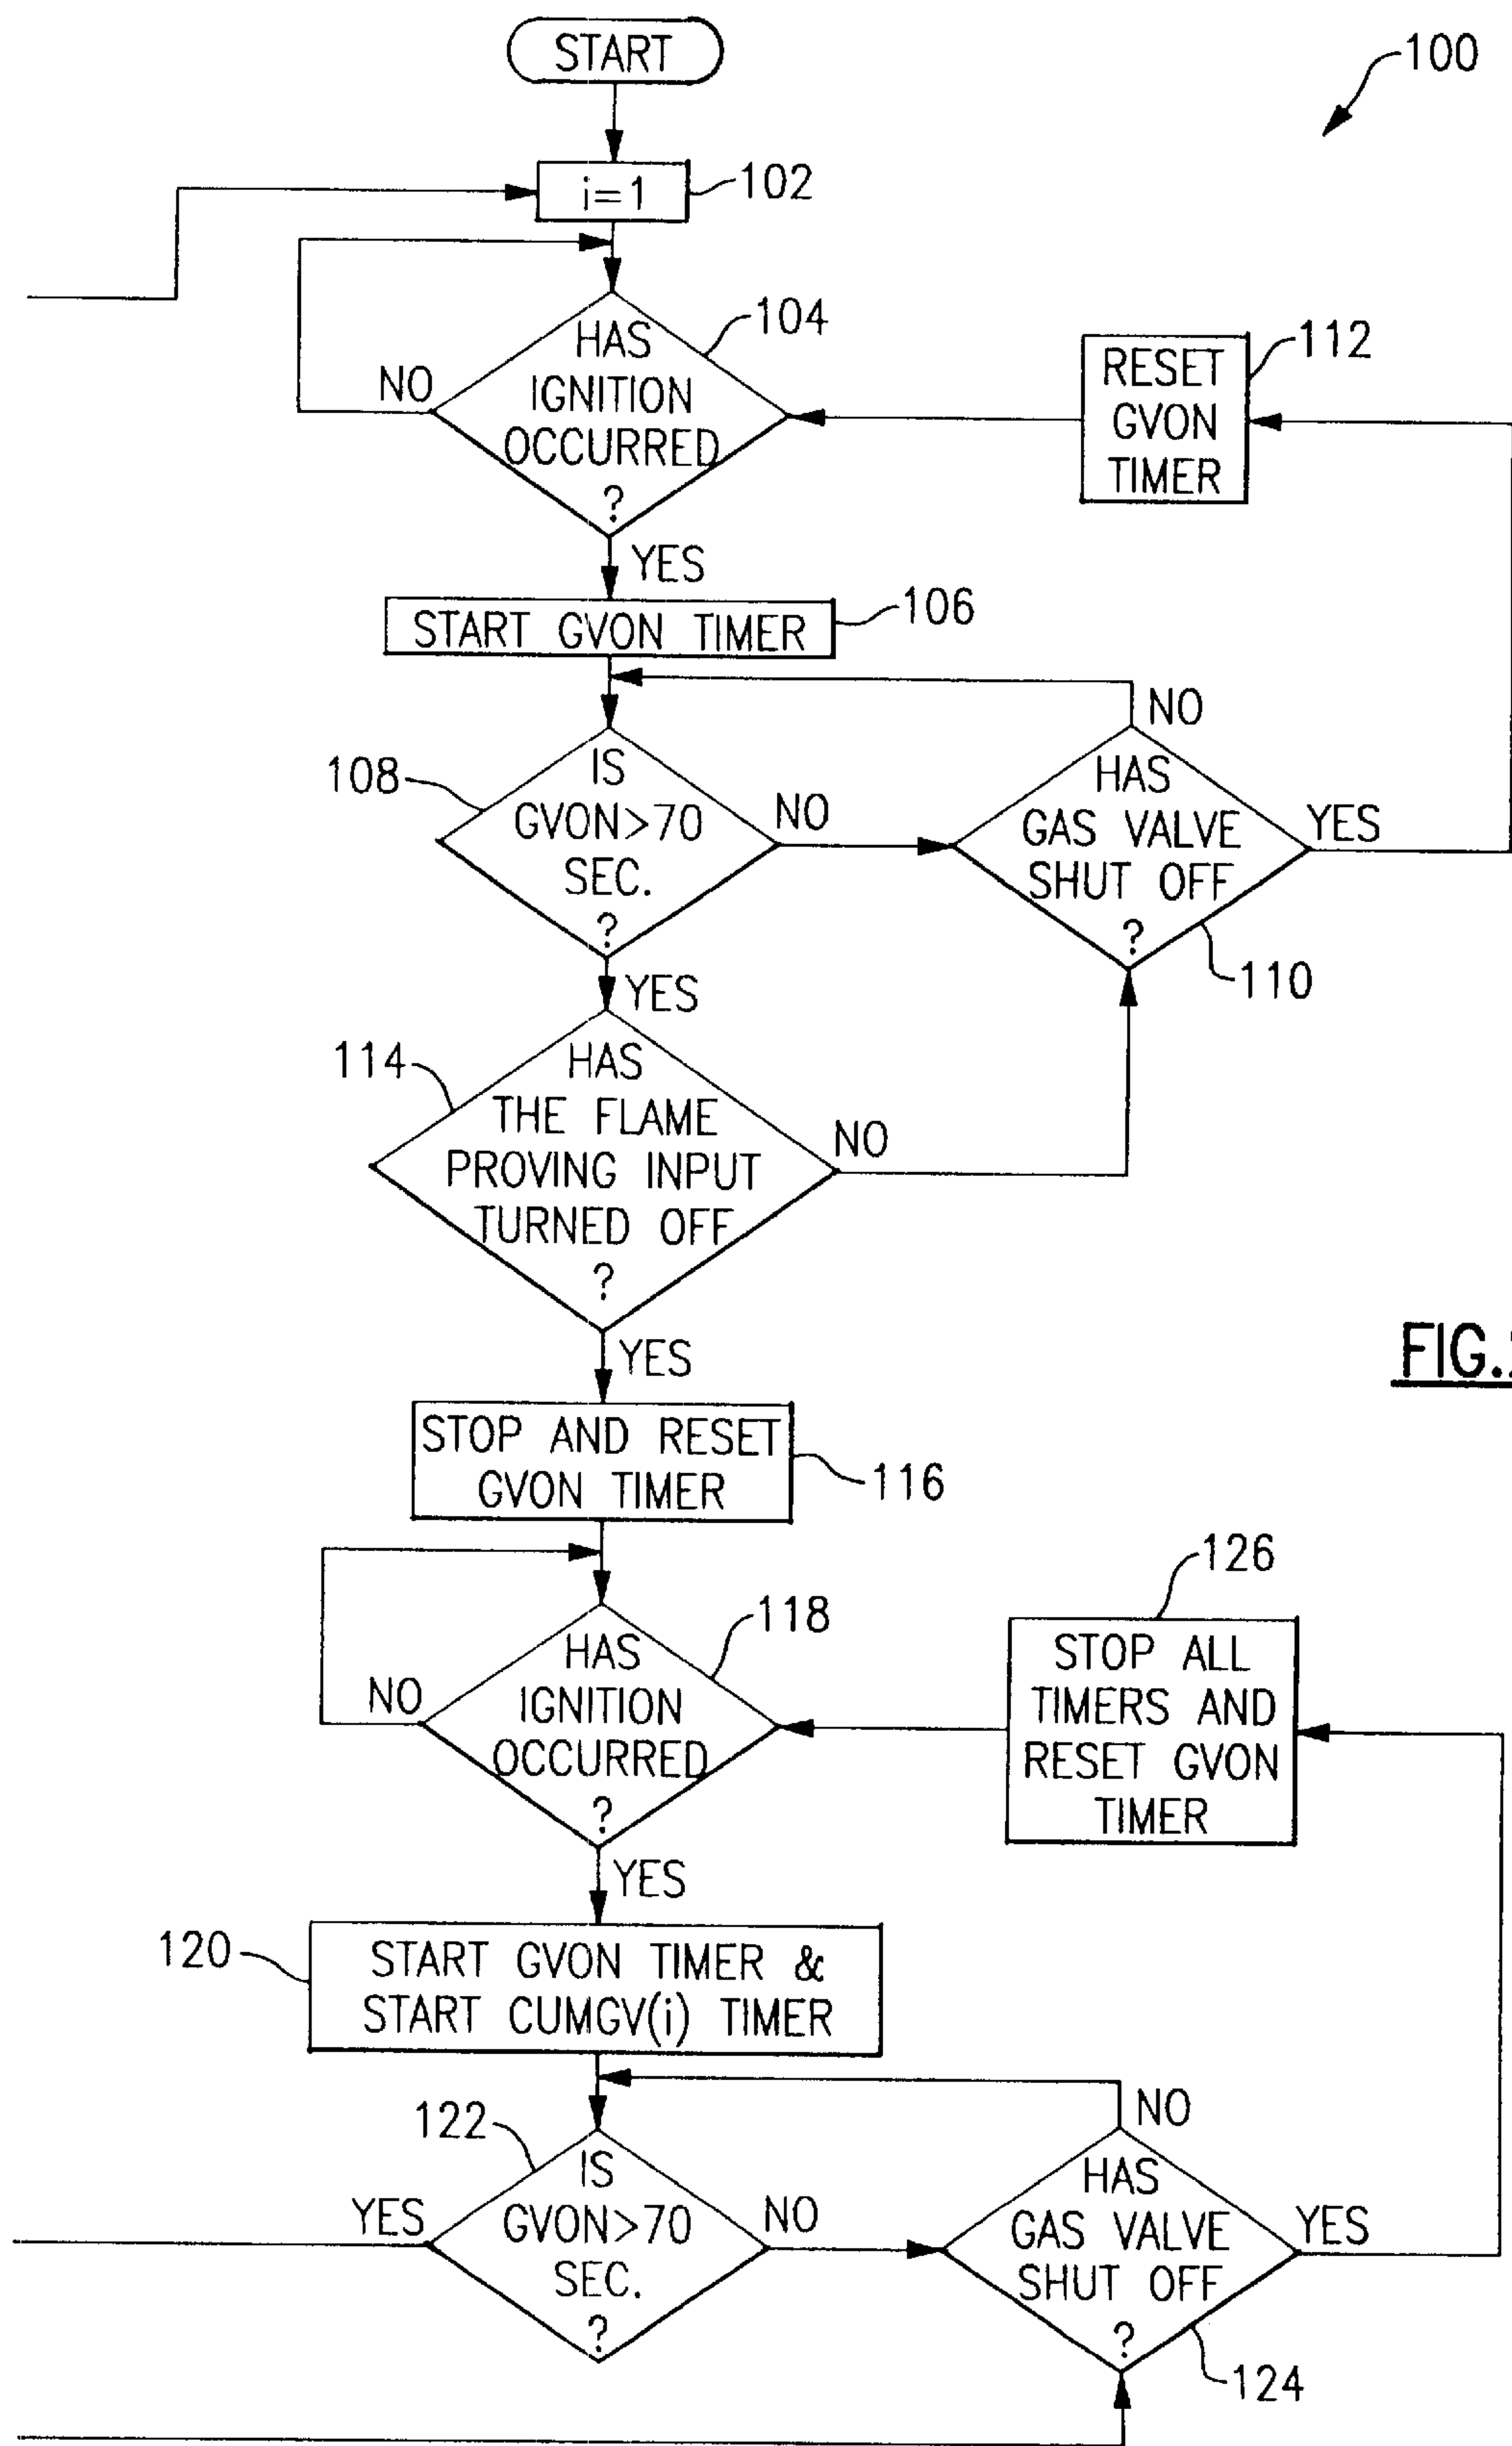 START
100
i=1
102
HAS
IGNITION
OCCURRED
?
104
NO
YES
RESET
GVON
TIMER
112
START GVON TIMER
106
IS
GVON>70
SEC.
?
108
NO
YES
HAS
GAS VALVE
SHUT OFF
?
NO
YES
110
HAS
THE FLAME
PROVING INPUT
TURNED OFF
?
114
NO
YES
FIG.
STOP AND RESET
GVON TIMER
116
HAS
IGNITION
OCCURRED
?
118
NO
YES
STOP ALL
TIMERS AND
RESET GVON
TIMER
126
START GVON TIMER &
START CUMGV(i) TIMER
120
IS
GVON>70
SEC.
?
122
YES
NO
HAS
GAS VALVE
SHUT OFF
?
NO
YES
124